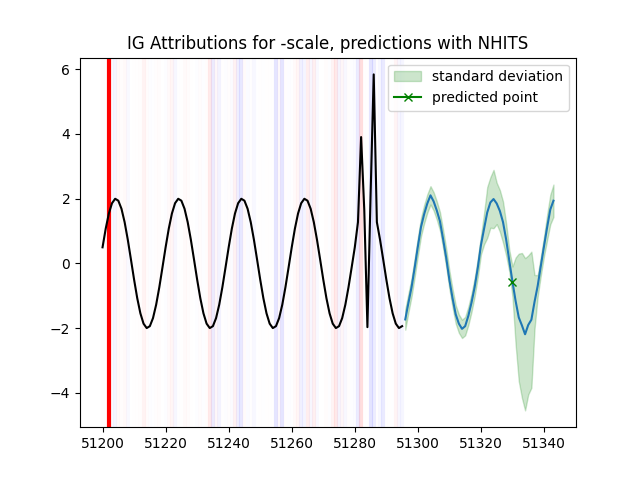 IG Attributions for -scale, predictions with NHITS
standard deviation
predicted point
6
4
2
0
−2
−4
51200 51220 51240 51260 51280 51300 51320 51340